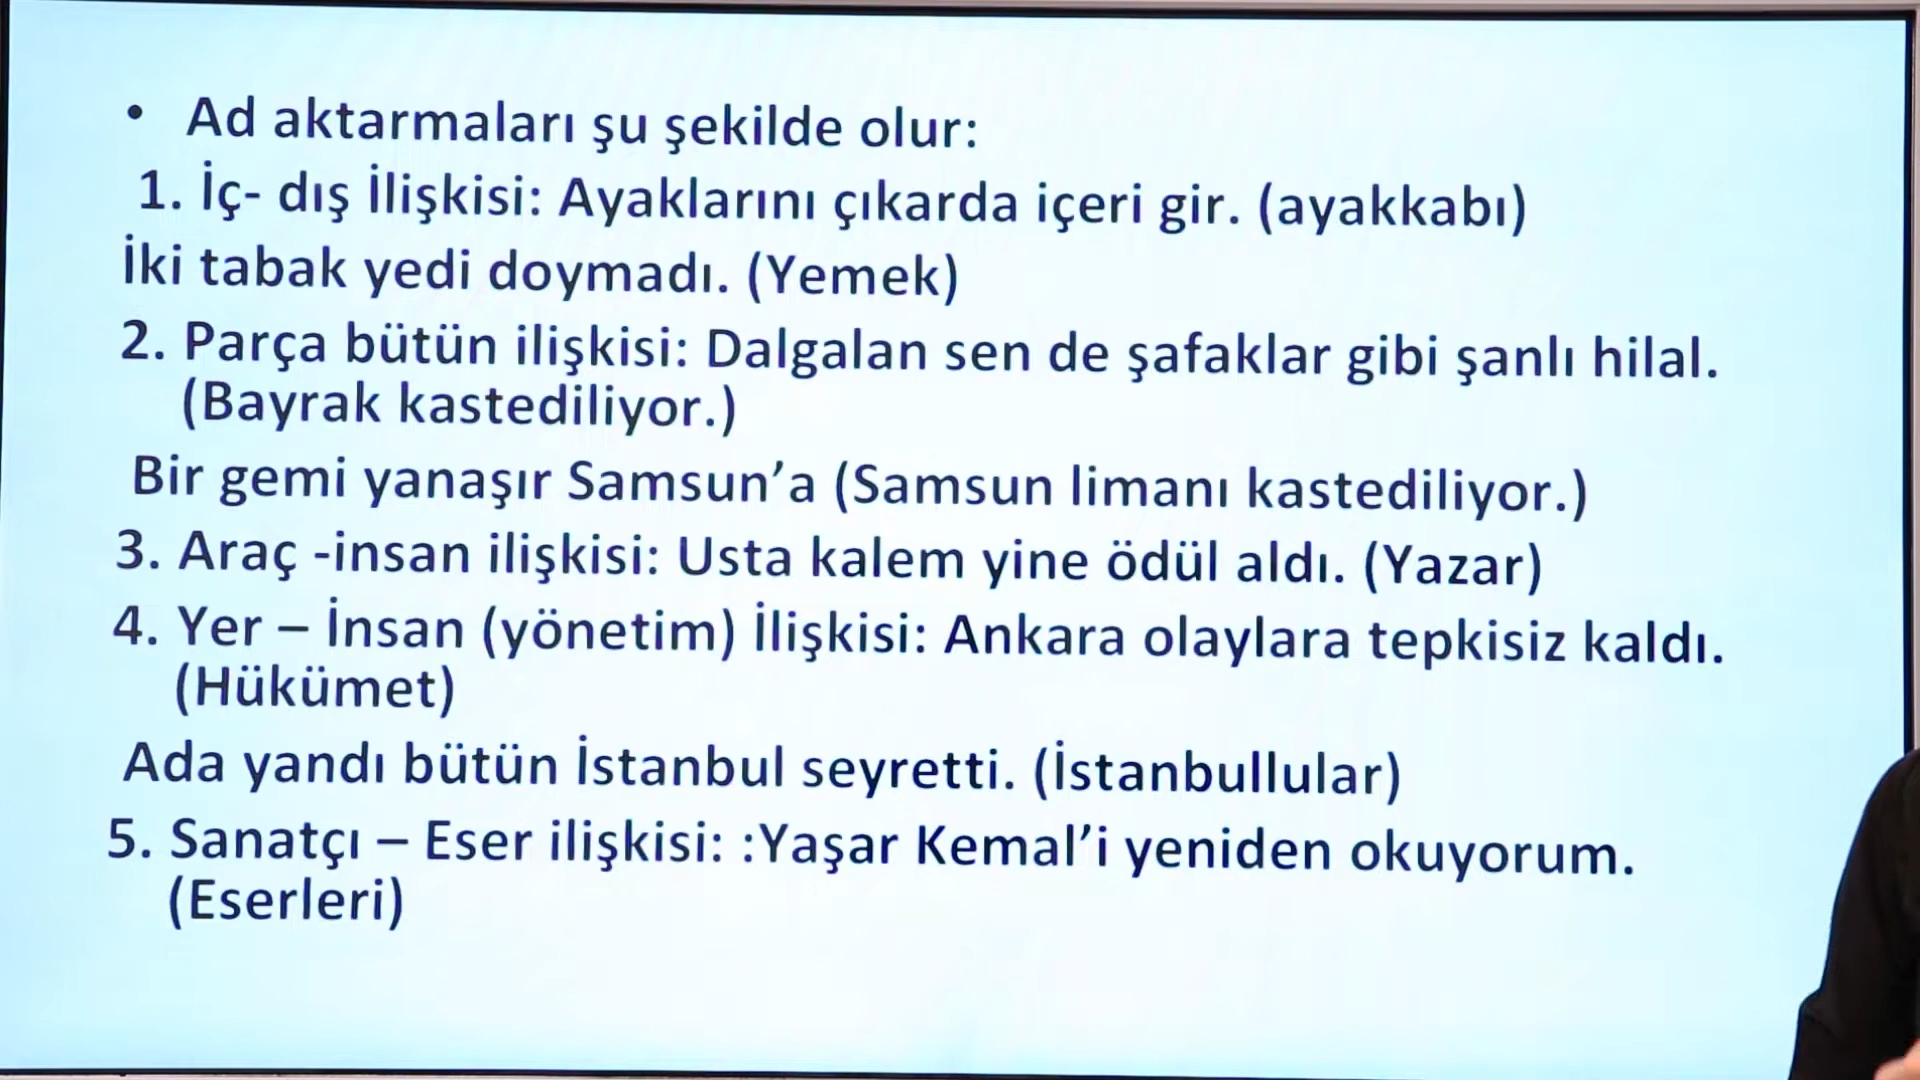 • Ad aktarmaları şu şekilde olur:
1. İç- dış İlişkisi: Ayaklarını çıkarda içeri gir. (ayakkabı)
İki tabak yedi doymadı. (Yemek)
2. Parça bütün ilişkisi: Dalgalan sen de şafaklar gibi şanlı hilal.
(Bayrak kastediliyor.)
Bir gemi yanaşır Samsun’a (Samsun limanı kastediliyor.)
3. Araç -insan ilişkisi: Usta kalem yine ödül aldı. (Yazar)
4. Yer – İnsan (yönetim) İlişkisi: Ankara olaylara tepkisiz kaldı.
(Hükümet)
Ada yandı bütün İstanbul seyretti. (İstanbullular)
5. Sanatçı – Eser ilişkisi: :Yaşar Kemal’i yeniden okuyorum.
(Eserleri)